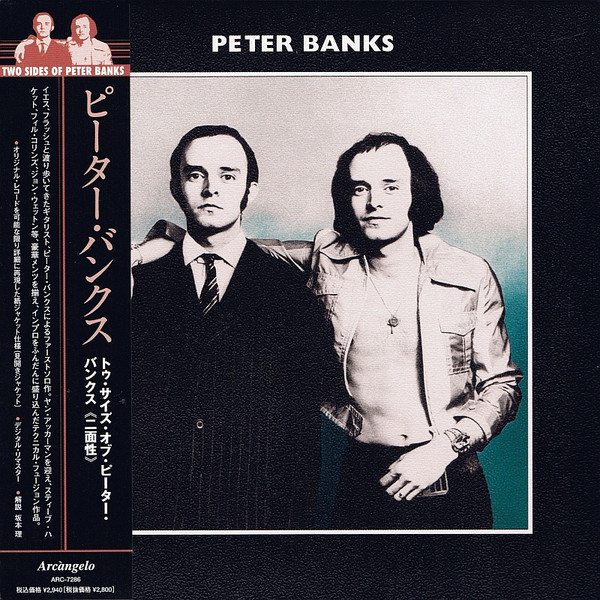 TWO SIDES OF PETER BANKS
ピーター・バンクス
トゥ・サイズ・オブ・ピーター・
バンクス《二面性》
イエス、フラッシュと渡り歩いてきたギタリスト、ピーター・バンクスによるファーストソロ作。ヤン・アッカーマンを迎え、スティーブ・ハ
ケット、フィル・コリンズ、ジョン・ウェットン等、豪華メンツを揃え、インプロをふんだんに盛り込んだテクニカル・フュージョン作品。
●オリジナル・レコードを可能な限り詳細に再現した紙ジャケット仕様(見開きジャケット) ●デジタル・リマスター ●解説 坂本 理
Arcàngelo
ARC-7286
税込価格 ¥2,940 [税抜価格 ¥2,800]
PETER BANKS